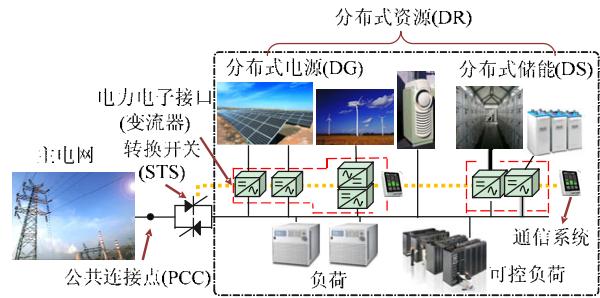 分布式资源(DR)
分布式电源(DG)
分布式储能(DS)
电力电子接口
(变流器)
主电网
转换开关
(STS)
公共连接点(PCC)
负荷
可控负荷
通信系统